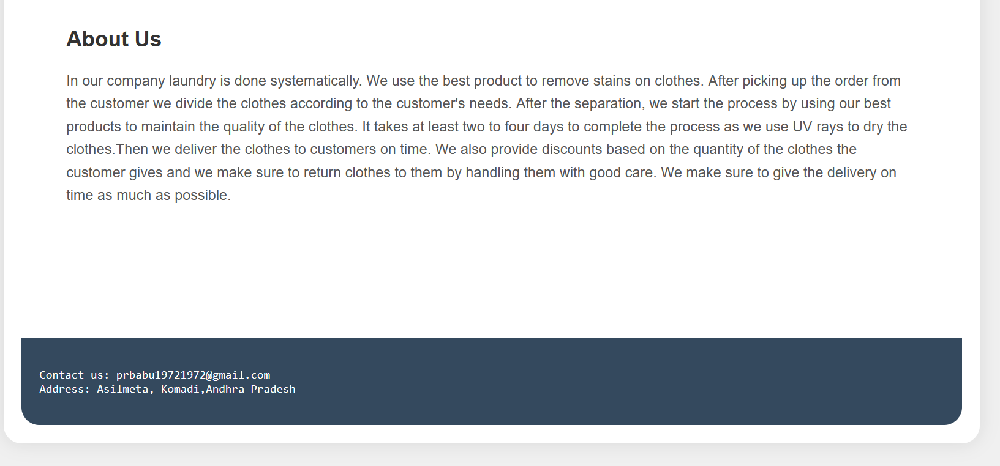 About Us
In our company laundry is done systematically. We use the best product to remove stains on clothes. After picking up the order from
the customer we divide the clothes according to the customer's needs. After the separation, we start the process by using our best
products to maintain the quality of the clothes. It takes at least two to four days to complete the process as we use UV rays to dry the
clothes.Then we deliver the clothes to customers on time. We also provide discounts based on the quantity of the clothes the
customer gives and we make sure to return clothes to them by handling them with good care. We make sure to give the delivery on
time as much as possible.
Contact us: prbabu19721972@gmail.com
Address: Asilmeta, Komadi,Andhra Pradesh